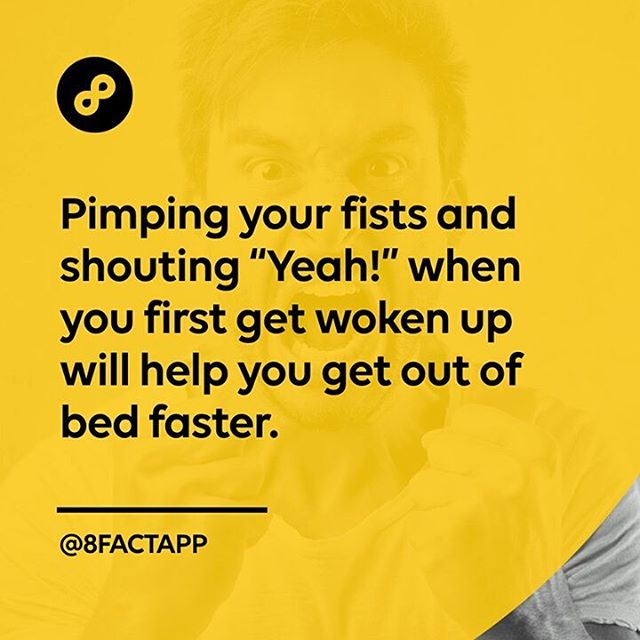 Pimping your fists and
shouting “Yeah!” when
you first get woken up
will help you get out of
bed faster.
@8FACTAPP